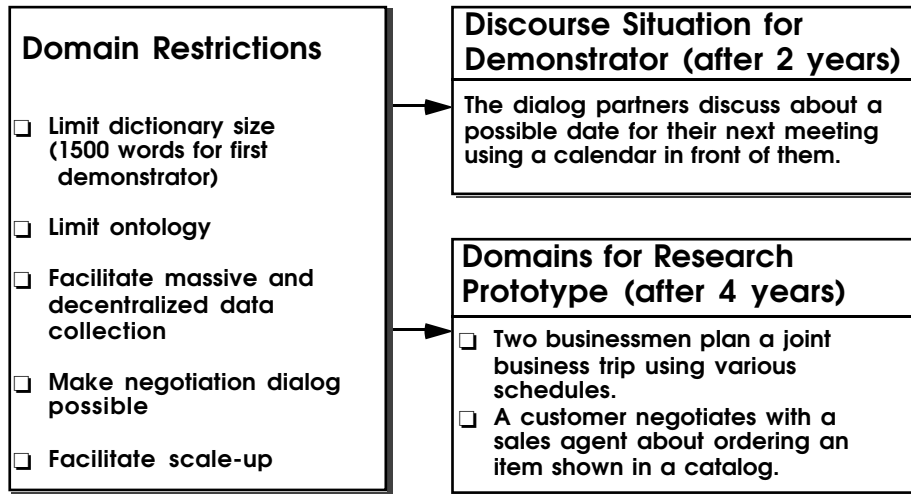 Domain Restrictions
❏ Limit dictionary size
(1500 words for first
demonstrator)
❏ Limit ontology
❏ Facilitate massive and
decentralized data
collection
❏ Make negotiation dialog
possible
❏ Facilitate scale-up
Discourse Situation for
Demonstrator (after 2 years)
The dialog partners discuss about a
possible date for their next meeting
using a calendar in front of them.
Domains for Research
Prototype (after 4 years)
❏ Two businessmen plan a joint
business trip using various
schedules.
❏ A customer negotiates with a
sales agent about ordering an
item shown in a catalog.